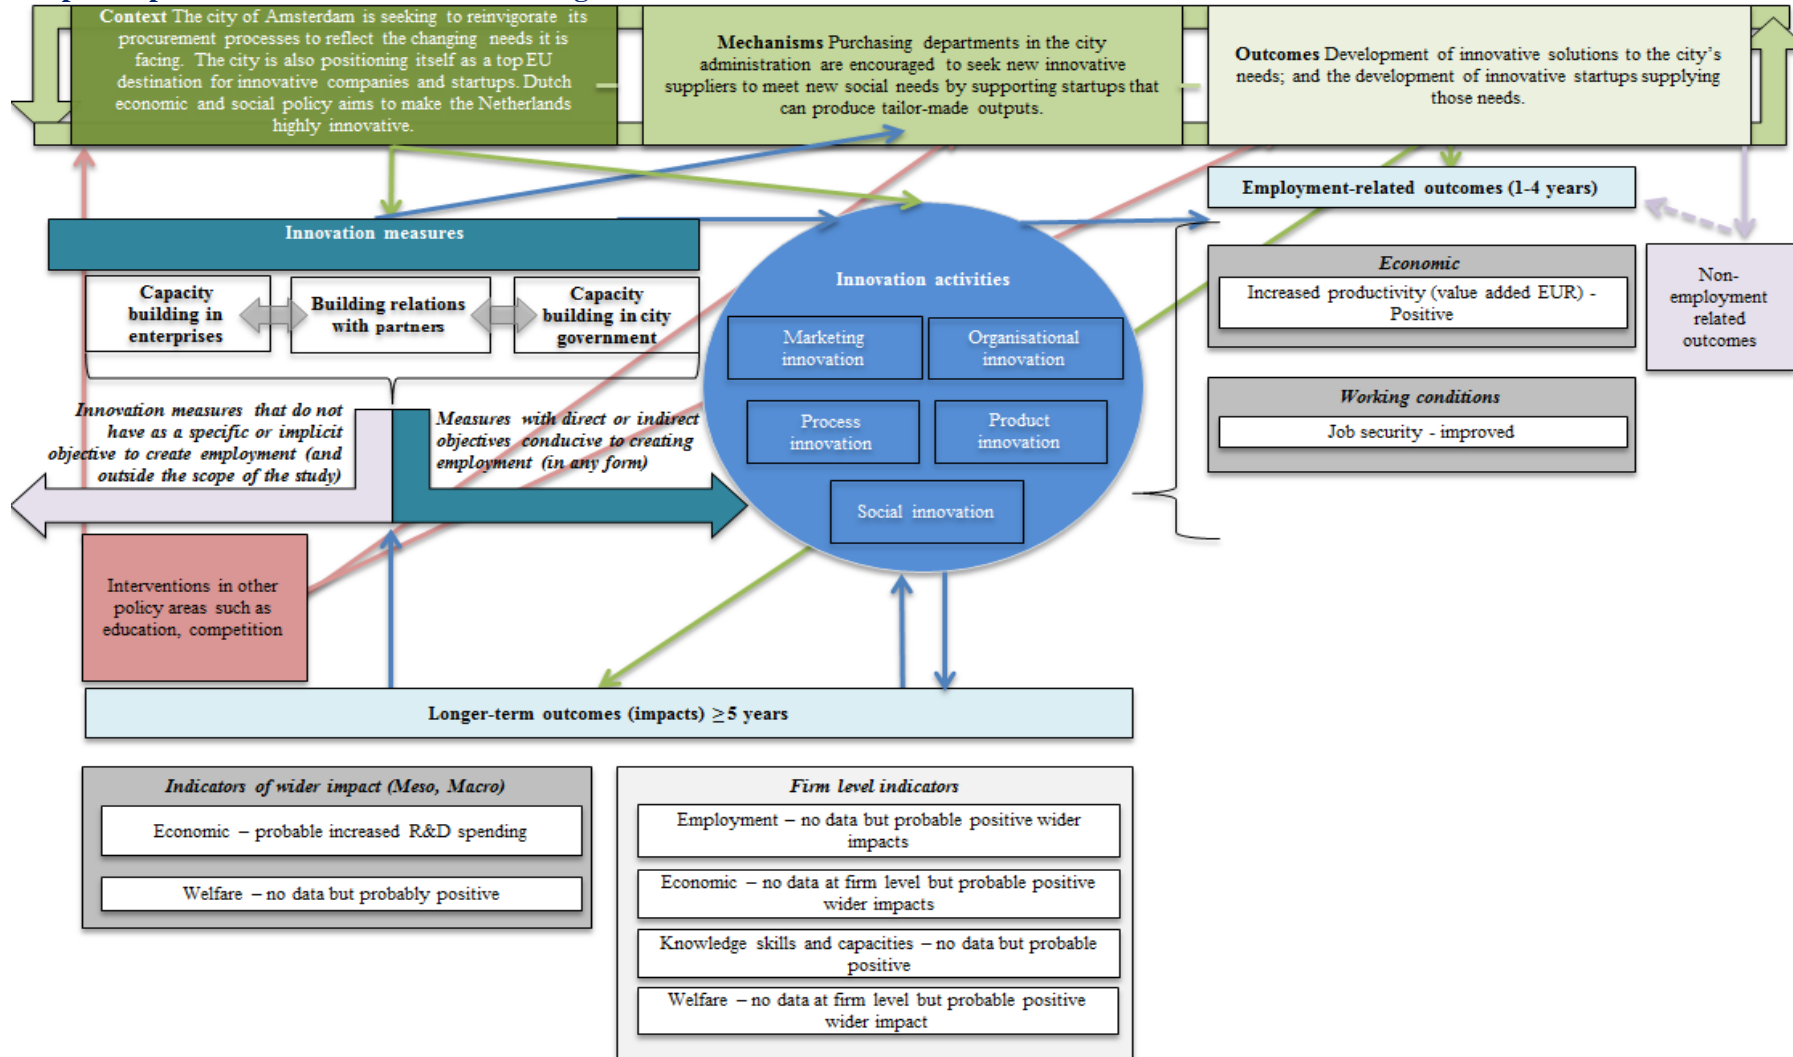 Context The city of Amsterdam is seeking to reinvigorate its
procurement processes to reflect the changing needs it is
facing. The city is also positioning itself as a top EU
destination for innovative companies and startups. Dutch
economic and social policy aims to make the Netherlands
highly innovative.
Mechanisms Purchasing departments in the city
administration are encouraged to seek new innovative
suppliers to meet new social needs by supporting startups that
can produce tailor-made outputs.
Outcomes Development of innovative solutions to the city's
needs; and the development of innovative startups supplying
those needs.
Employment-related outcomes (1-4 years)
Innovation measures
Capacity
building in
enterprises
Building relations
with partners
Capacity
building in city
government
Innovation measures that do not
have as a specific or implicit
objective to create employment (and
outside the scope of the study)
Measures with direct or indirect
objectives conducive to creating
employment (in any form)
Innovation activities
Marketing
innovation
Organisational
innovation
Process
innovation
Product
innovation
Social innovation
Economic
Increased productivity (value added EUR) -
Positive
Working conditions
Job security - improved
Non-
employment
related
outcomes
Interventions in other
policy areas such as
education, competition
Longer-term outcomes (impacts) ≥5 years
Indicators of wider impact (Meso, Macro)
Economic – probable increased R&D spending
Welfare – no data but probably positive
Firm level indicators
Employment – no data but probable positive wider
impacts
Economic – no data at firm level but probable positive
wider impacts
Knowledge skills and capacities – no data but probable
positive
Welfare – no data at firm level but probable positive
wider impact